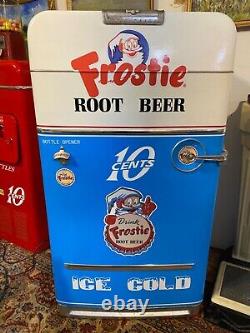 Frostie®
ROOT BEER
BOTTLE OPENER
10
CENTS
Drink
Frostie
ROOT BEER
ICE COLD
10